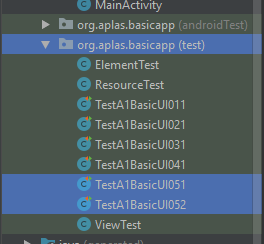 MainActivity
org.aplas.basicapp (androidTest)
org.aplas.basicapp (test)
ElementTest
ResourceTest
TestA1BasicUI011
TestA1BasicUI021
TestA1BasicUI031
TestA1BasicUI041
TestA1BasicUI051
TestA1BasicUI052
ViewTest
java (generated)